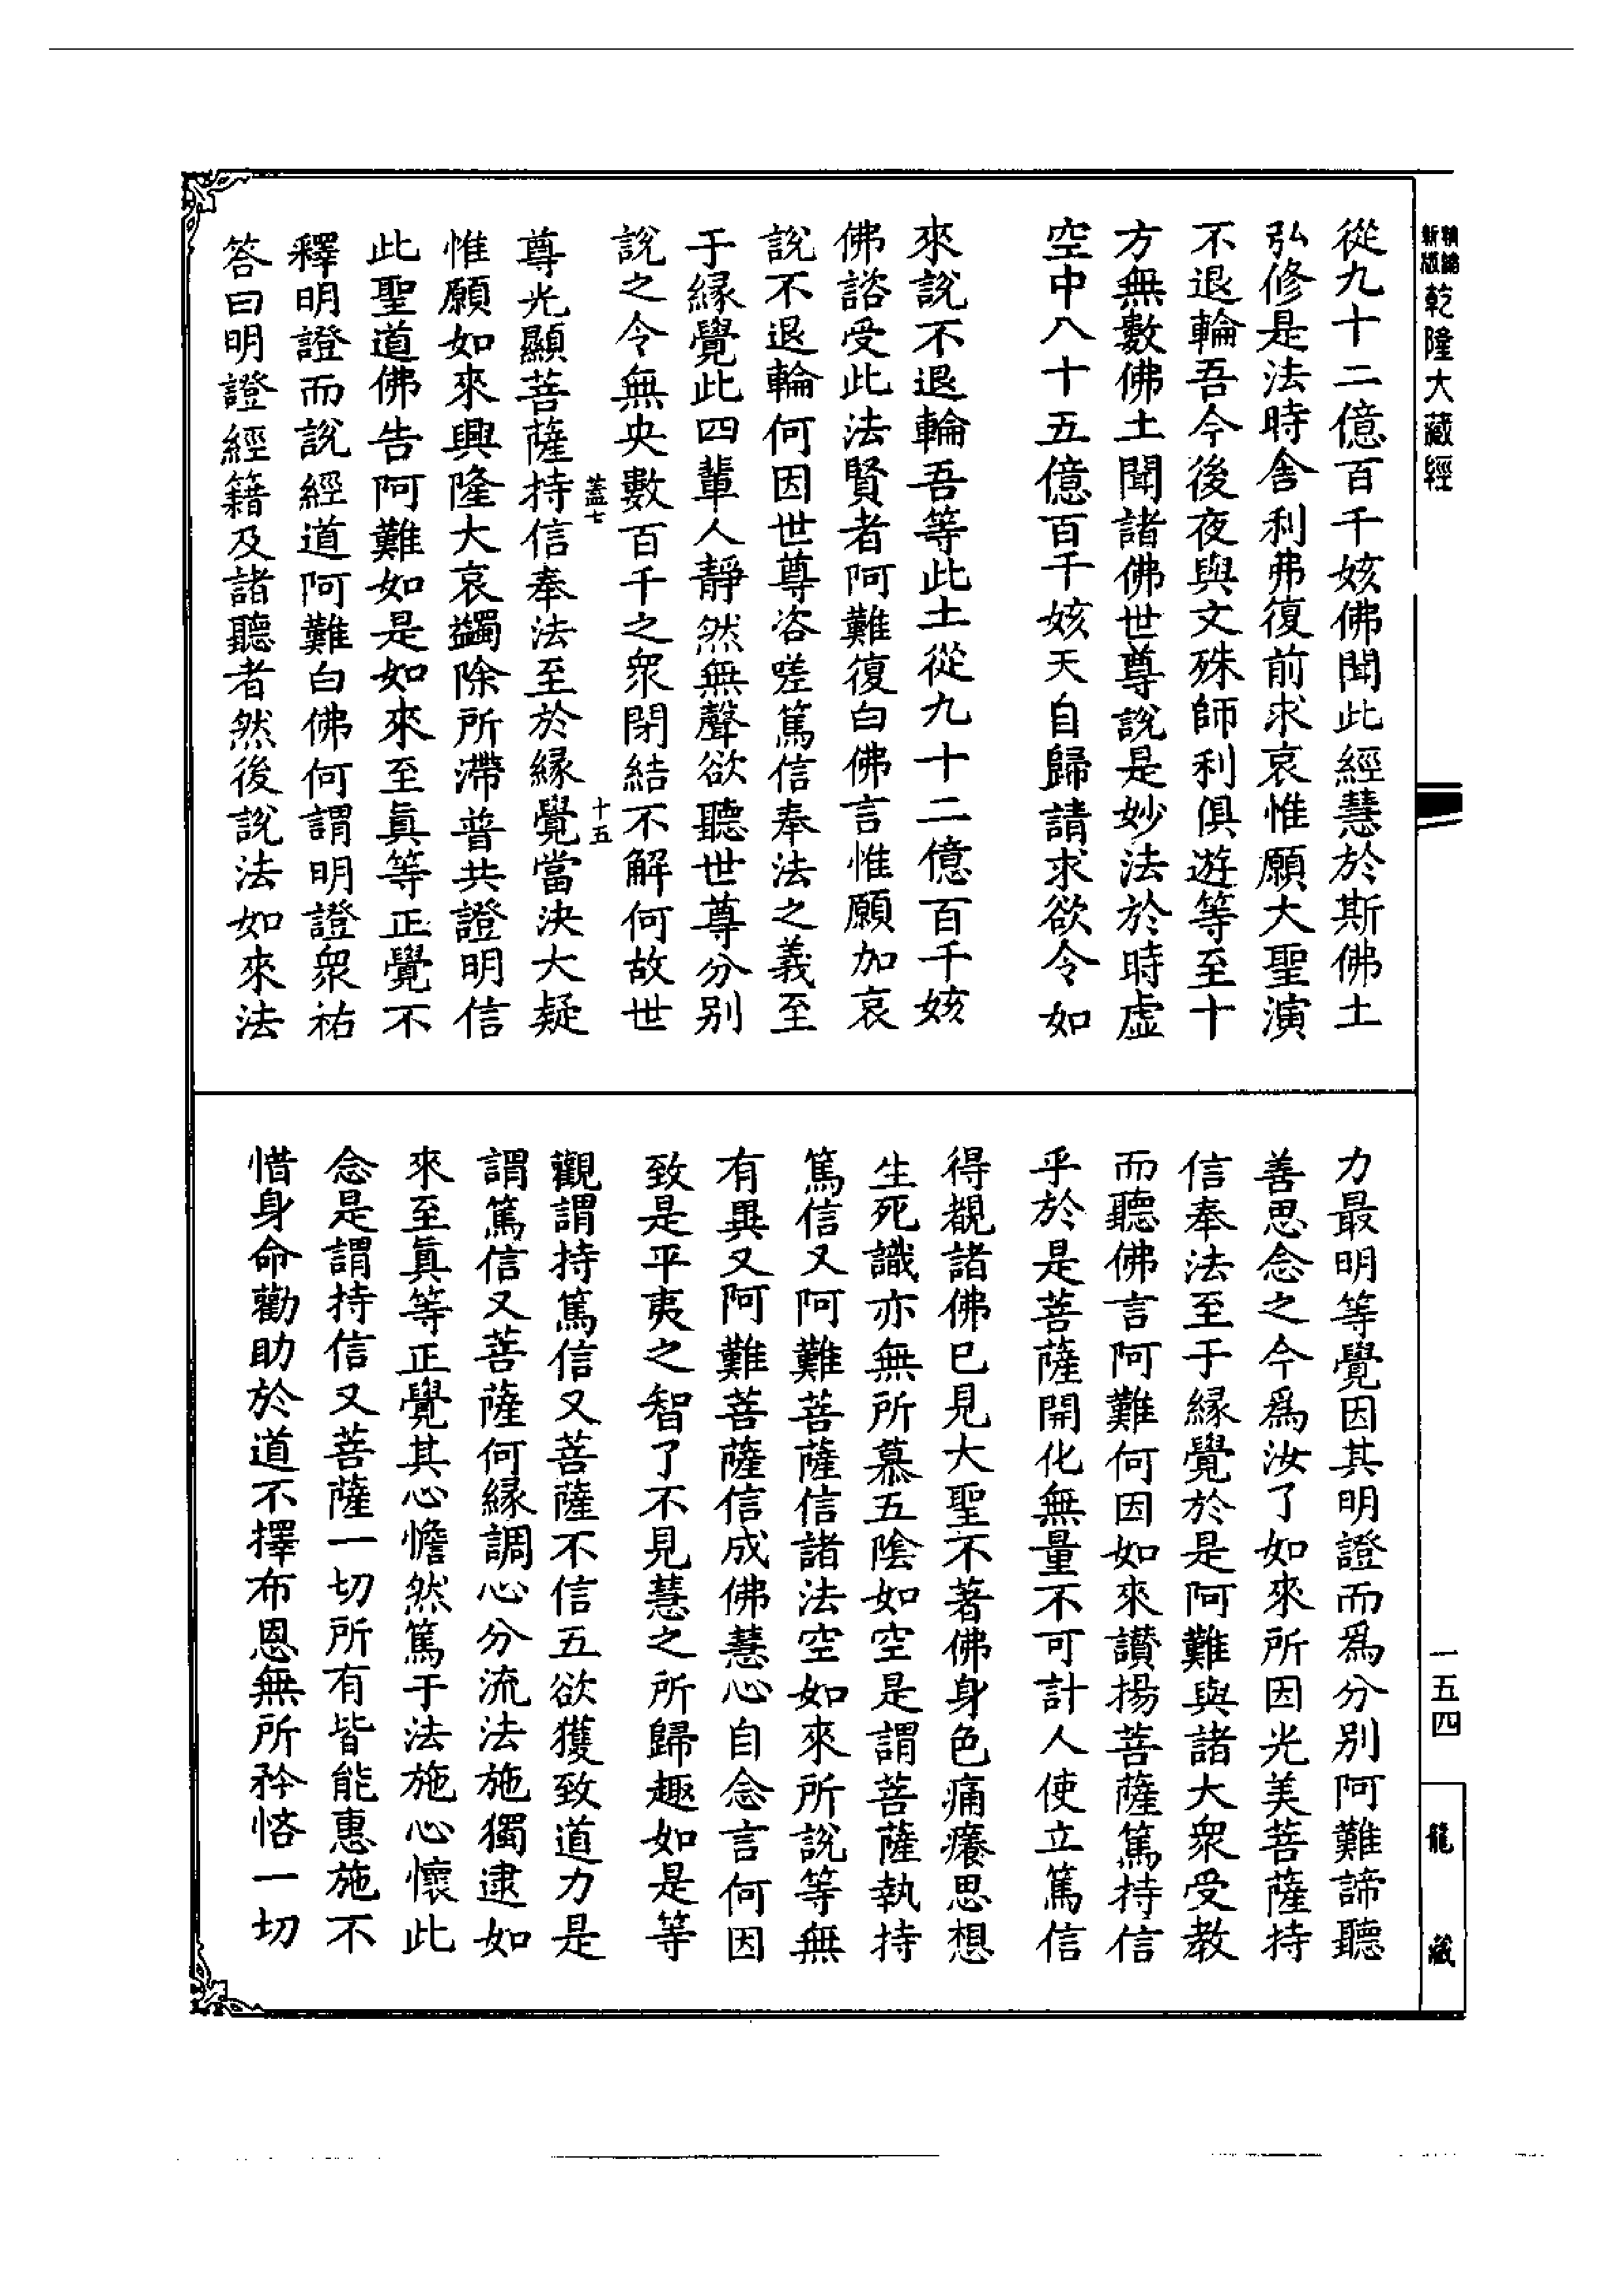 新版
乾隆大藏經
從九十二億百千姟佛聞此經慧於斯佛土
弘修是法時舍利弗復前求哀惟願大聖演
不退輪吾今後夜與文殊師利俱遊等至十
方無數佛土聞諸佛世尊說是妙法於時虛
空中八十五億百千姟天自歸請求欲令如
來說不退輪吾等此土從九十二億百千姟
佛諮受此法賢者阿難復白佛言惟願加哀
說不退輪何因世尊咨嗟篤信奉法之義至
于緣覺此四輩人靜然無聲欲聽世尊分別
說之令無央數百千之眾閉結不解何故世
蓋七
十五
尊光顯菩薩持信奉法至於緣覺當決大疑
惟願如來興隆大哀蠲除所滯普共證明信
此聖道佛告阿難如是如來至眞等正覺不
釋明證而說經道阿難白佛何謂明證眾祐
答曰明證經籍及諸聽者然後說法如來法
力最明等覺因其明證而爲分別阿難諦聽
善思念之今爲汝了如來所因光美菩薩持
信奉法至于緣覺於是阿難與諸大眾受教
而聽佛言阿難何因如來讚揚菩薩篤持信
乎於是菩薩開化無量不可計人使立篤信
得覩諸佛已見大聖不著佛身色痛癢思想
生死識亦無所慕五陰如空是謂菩薩執持
篤信又阿難菩薩信諸法空如來所說等無
有異又阿難菩薩信成佛慧心自念言何因
致是平夷之智了不見慧之所歸趣如是等
觀謂持篤信又菩薩不信五欲獲致道力是
謂篤信又菩薩何緣調心分流法施獨逮如
來至眞等正覺其心憺然篤于法施心懷此
念是謂持信又菩薩一切所有皆能惠施不
惜身命勸助於道不擇布恩無所矜悋一切
一五四
龍藏